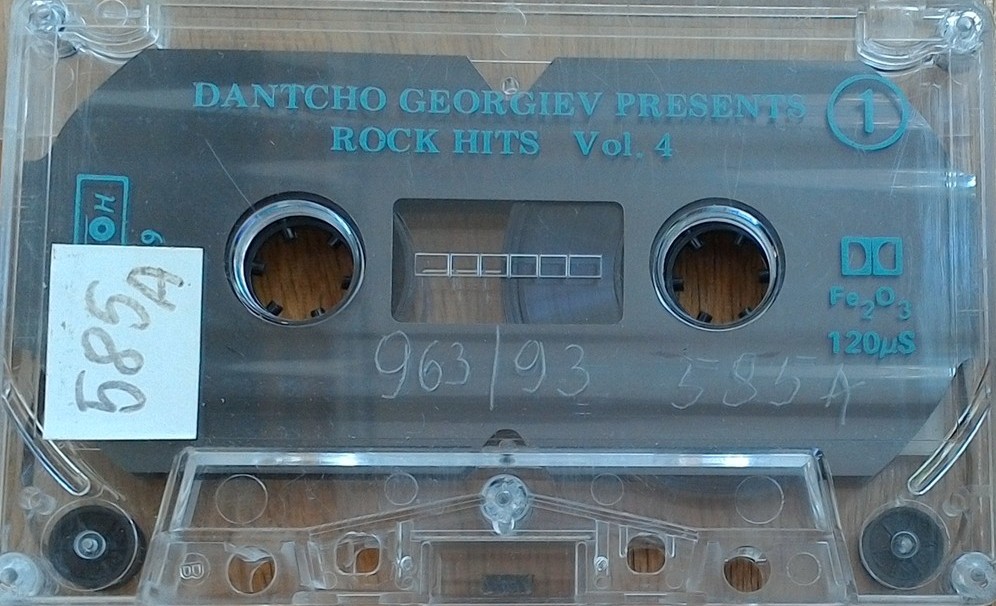 DANTCHO GEORGIEV PRESENTS
ROCK HITS Vol. 4
1
585A
Fe2O3
120µS
963/93
585A